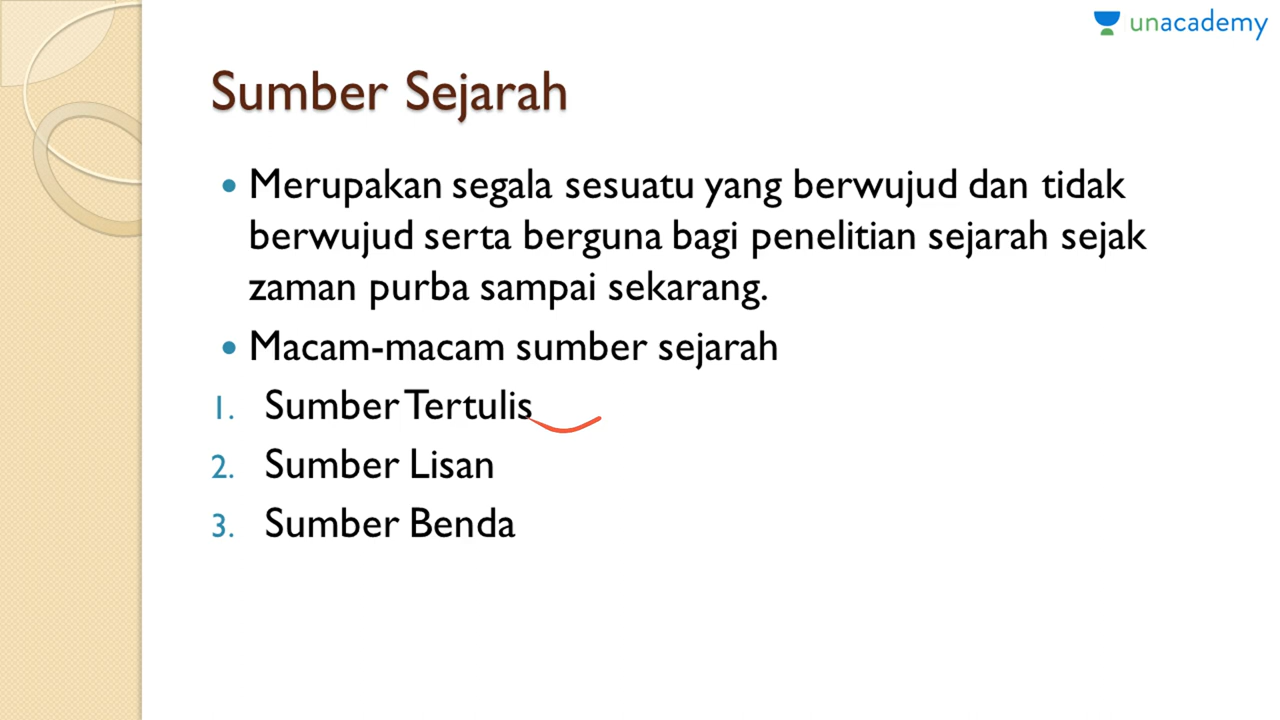 unacademy
Sumber Sejarah
• Merupakan segala sesuatu yang berwujud dan tidak
berwujud serta berguna bagi penelitian sejarah sejak
zaman purba sampai sekarang.
• Macam-macam sumber sejarah
1. Sumber Tertulis
2. Sumber Lisan
3. Sumber Benda